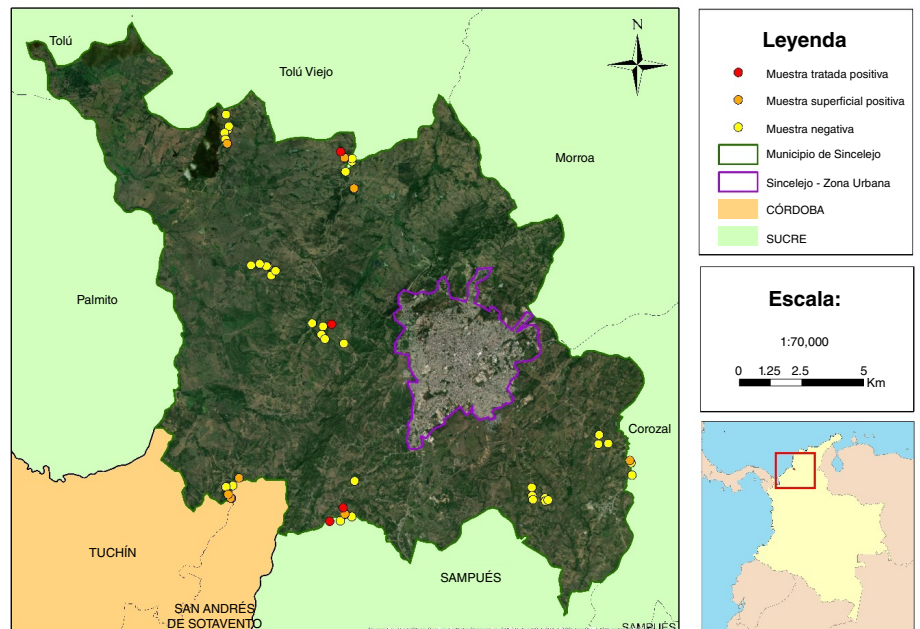 Tolú
Tolú Viejo
N
Morroa
Palmito
Corozal
TUCHÍN
SAMPUÉS
SAN ANDRÉS
DE SOTAVENTO
SAMPUÉS
Leyenda
Muestra tratada positiva
Muestra superficial positiva
Muestra negativa
Municipio de Sincelejo
Sincelejo - Zona Urbana
CÓRDOBA
SUCRE
Escala:
1:70,000
0 1.25 2.5 5
Km